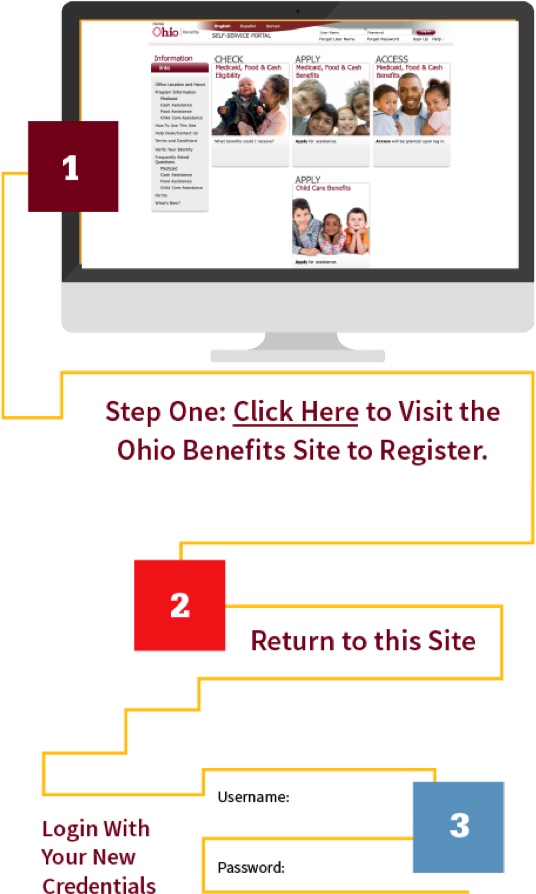 Home
Ohio Benefits
English Español Somali
SELF-SERVICE PORTAL
User Name Password
Forgot User Name Forgot Password Sign Up Help
Information
links
Office Location and Hours
Program Information
Medicaid
Cash Assistance
Food Assistance
Child Care Assistance
How To Use This Site
Help Desk/Contact Us
Terms and Conditions
Verify Your Identity
Frequently Asked
Questions
Medicaid
Cash Assistance
Food Assistance
Child Care Assistance
Forms
What's New?
CHECK
Medicaid, Food & Cash
Eligibility
What benefits could I receive?
APPLY
Medicaid, Food & Cash
Benefits
Apply for assistance.
ACCESS
Medicaid, Food & Cash
Benefits
Access will be granted upon log in.
APPLY
Child Care Benefits
Apply for assistance.
1
Step One: Click Here to Visit the
Ohio Benefits Site to Register.
2
Return to this Site
3
Login With
Your New
Credentials
Username:
Password: